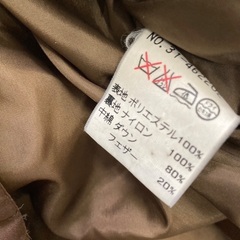 表地 ポリエステル100%
裏地 ナイロン 100%
中綿 ダウン 80%
フェザー 20%